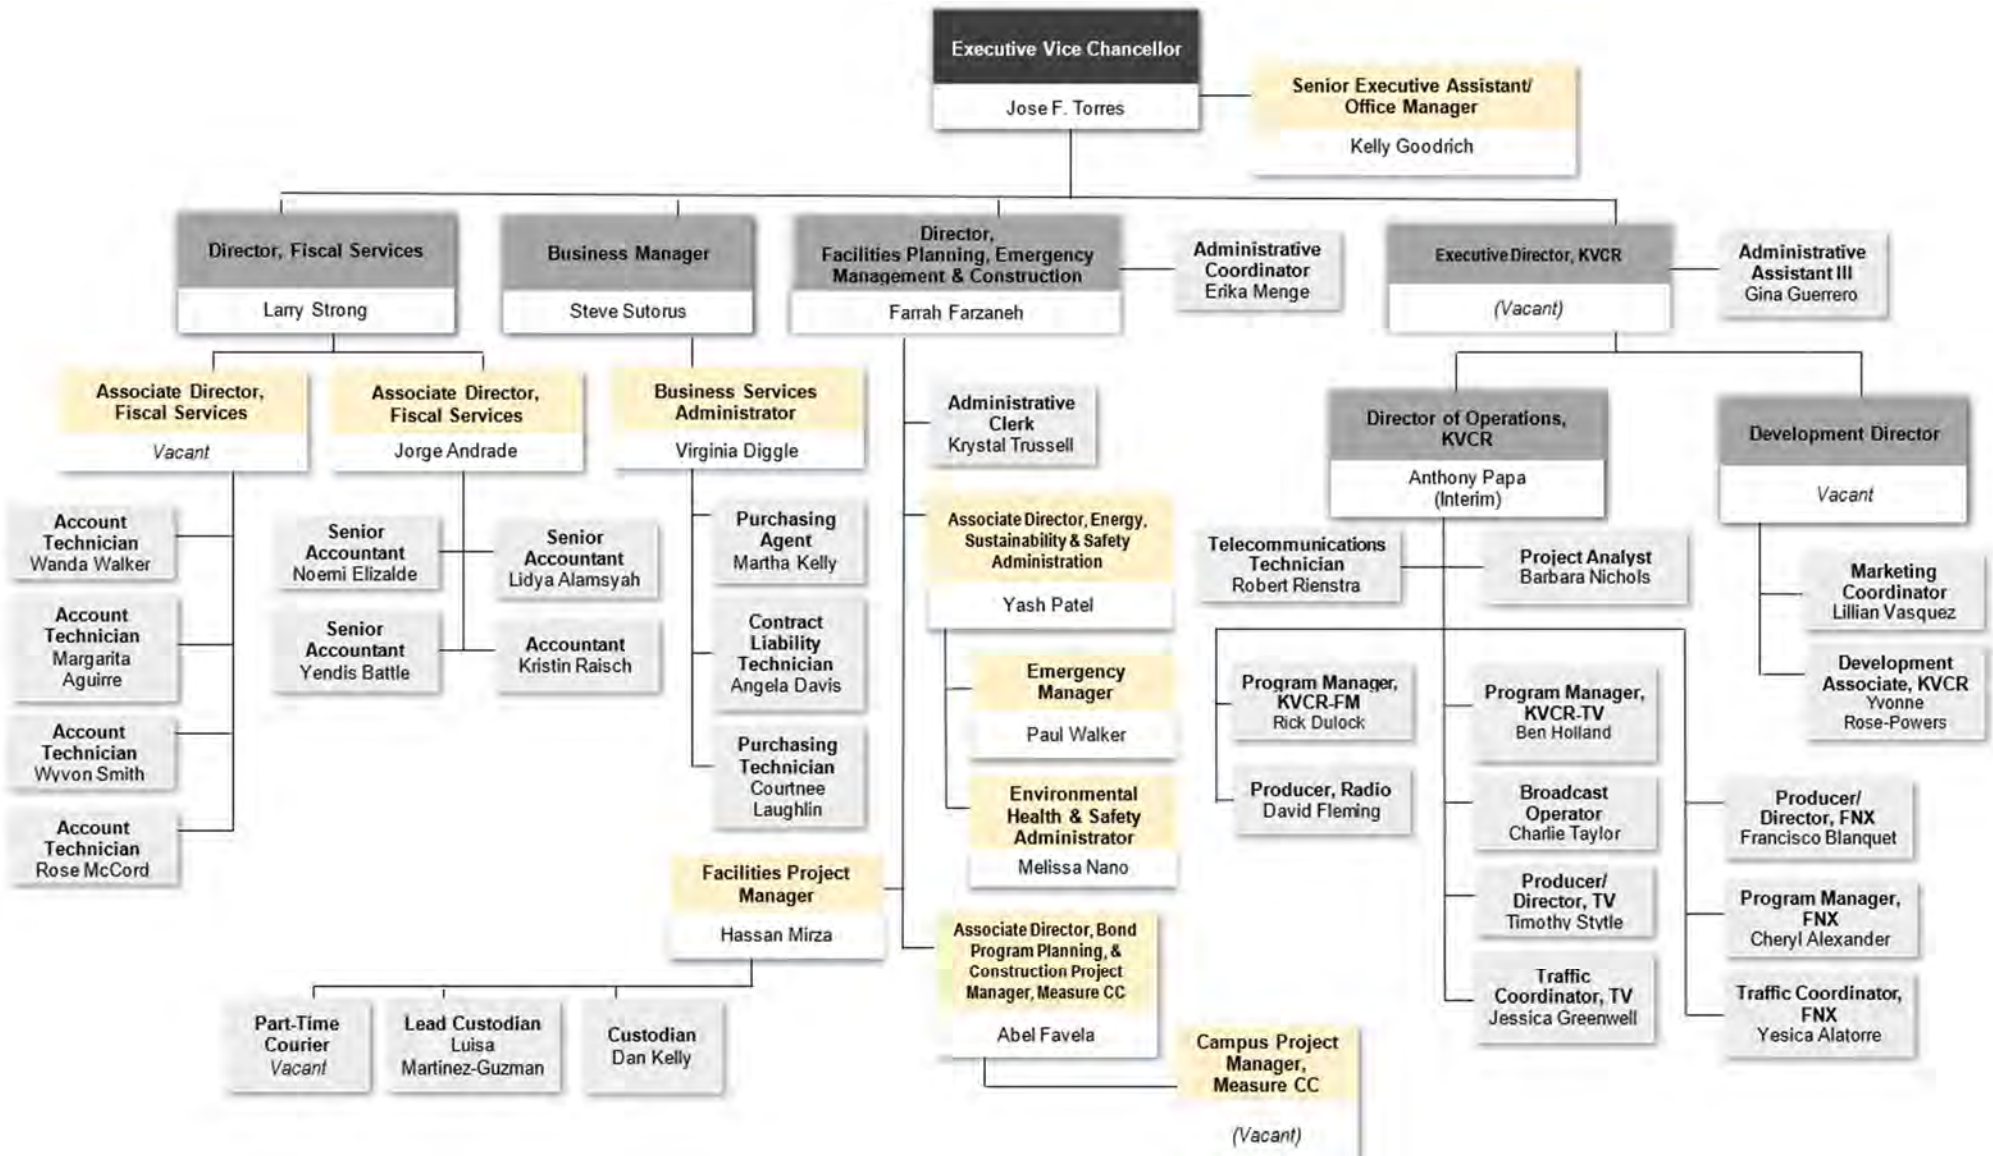 Executive Vice Chancellor
Jose F. Torres
Senior Executive Assistant/
Office Manager
Kelly Goodrich
Director, Fiscal Services
Larry Strong
Business Manager
Steve Sutorus
Director,
Facilities Planning, Emergency
Management & Construction
Farrah Farzaneh
Administrative
Coordinator
Erika Menge
Executive Director, KVCR
(Vacant)
Administrative
Assistant III
Gina Guerrero
Associate Director,
Fiscal Services
Vacant
Associate Director,
Fiscal Services
Jorge Andrade
Business Services
Administrator
Virginia Diggle
Administrative
Clerk
Krystal Trussell
Director of Operations,
KVCR
Anthony Papa
(Interim)
Development Director
Vacant
Account
Technician
Wanda Walker
Account
Technician
Margarita
Aguirre
Account
Technician
Wyvon Smith
Account
Technician
Rose McCord
Senior
Accountant
Noemi Elizalde
Senior
Accountant
Lidya Alamsyah
Senior
Accountant
Yendis Battle
Accountant
Kristin Raisch
Purchasing
Agent
Martha Kelly
Contract
Liability
Technician
Angela Davis
Purchasing
Technician
Courtnee
Laughlin
Associate Director, Energy,
Sustainability & Safety
Administration
Yash Patel
Emergency
Manager
Paul Walker
Environmental
Health & Safety
Administrator
Melissa Nano
Facilities Project
Manager
Hassan Mirza
Part-Time
Courier
Vacant
Lead Custodian
Luisa
Martinez-Guzman
Custodian
Dan Kelly
Associate Director, Bond
Program Planning, &
Construction Project
Manager, Measure CC
Abel Favela
Campus Project
Manager,
Measure CC
(Vacant)
Telecommunications
Technician
Robert Rienstra
Project Analyst
Barbara Nichols
Program Manager,
KVCR-FM
Rick Dulock
Producer, Radio
David Fleming
Program Manager,
KVCR-TV
Ben Holland
Broadcast
Operator
Charlie Taylor
Producer/
Director, TV
Timothy Stytle
Traffic
Coordinator, TV
Jessica Greenwell
Producer/
Director, FNX
Francisco Blanquet
Program Manager,
FNX
Cheryl Alexander
Traffic Coordinator,
FNX
Yesica Alatorre
Marketing
Coordinator
Lillian Vasquez
Development
Associate, KVCR
Yvonne
Rose-Powers